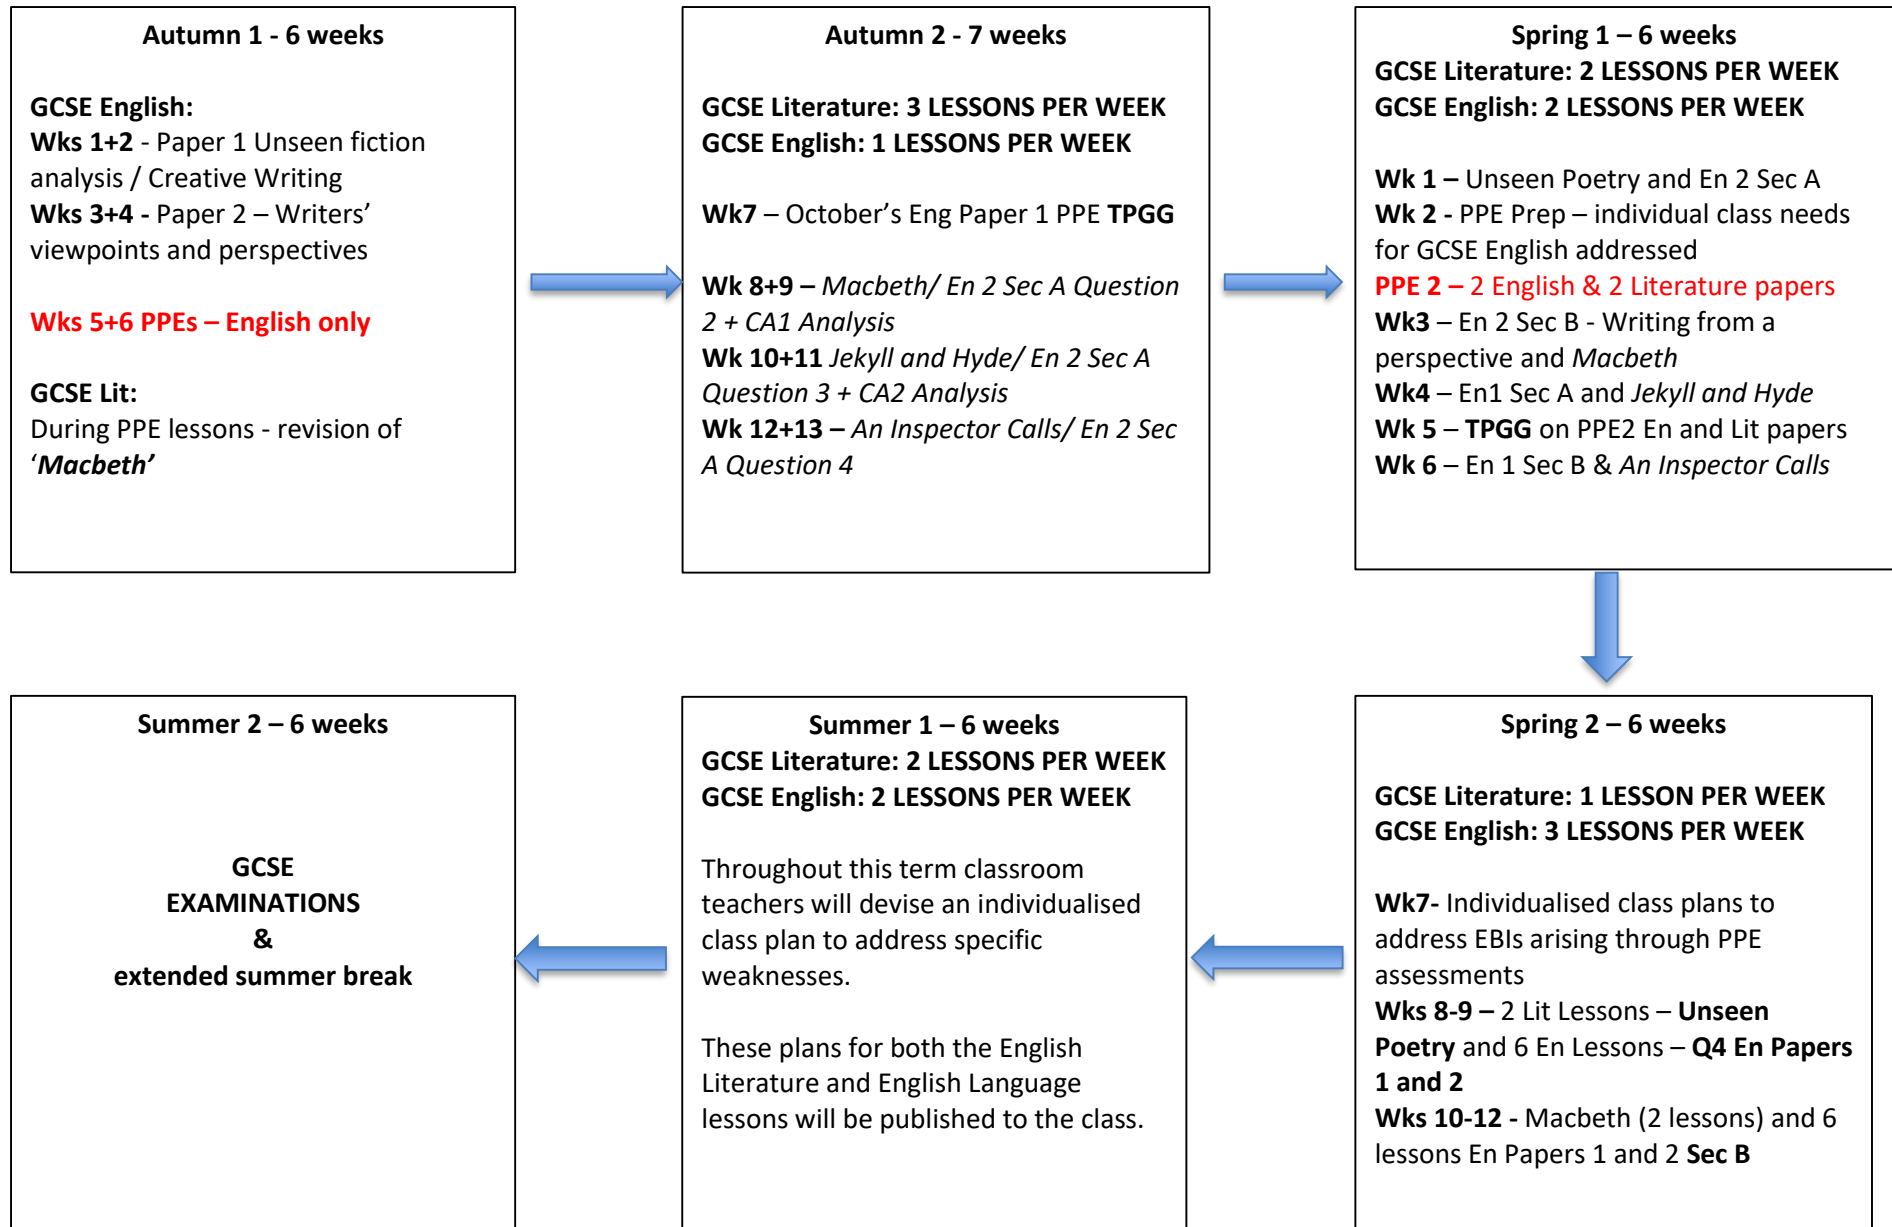 Autumn 1 - 6 weeks
GCSE English:
Wks 1+2 - Paper 1 Unseen fiction
analysis / Creative Writing
Wks 3+4 - Paper 2 – Writers’
viewpoints and perspectives
Wks 5+6 PPEs – English only
GCSE Lit:
During PPE lessons - revision of
‘Macbeth’
Autumn 2 - 7 weeks
GCSE Literature: 3 LESSONS PER WEEK
GCSE English: 1 LESSONS PER WEEK
Wk7 – October’s Eng Paper 1 PPE TPGG
Wk 8+9 – Macbeth/ En 2 Sec A Question
2 + CA1 Analysis
Wk 10+11 Jekyll and Hyde/ En 2 Sec A
Question 3 + CA2 Analysis
Wk 12+13 – An Inspector Calls/ En 2 Sec
A Question 4
Spring 1 – 6 weeks
GCSE Literature: 2 LESSONS PER WEEK
GCSE English: 2 LESSONS PER WEEK
Wk 1 – Unseen Poetry and En 2 Sec A
Wk 2 - PPE Prep – individual class needs
for GCSE English addressed
PPE 2 – 2 English & 2 Literature papers
Wk3 – En 2 Sec B - Writing from a
perspective and Macbeth
Wk4 – En1 Sec A and Jekyll and Hyde
Wk 5 – TPGG on PPE2 En and Lit papers
Wk 6 – En 1 Sec B & An Inspector Calls
Spring 2 – 6 weeks
GCSE Literature: 1 LESSON PER WEEK
GCSE English: 3 LESSONS PER WEEK
Wk7- Individualised class plans to
address EBIs arising through PPE
assessments
Wks 8-9 – 2 Lit Lessons – Unseen
Poetry and 6 En Lessons – Q4 En Papers
1 and 2
Wks 10-12 - Macbeth (2 lessons) and 6
lessons En Papers 1 and 2 Sec B
Summer 1 – 6 weeks
GCSE Literature: 2 LESSONS PER WEEK
GCSE English: 2 LESSONS PER WEEK
Throughout this term classroom
teachers will devise an individualised
class plan to address specific
weaknesses.
These plans for both the English
Literature and English Language
lessons will be published to the class.
Summer 2 – 6 weeks
GCSE
EXAMINATIONS
&
extended summer break